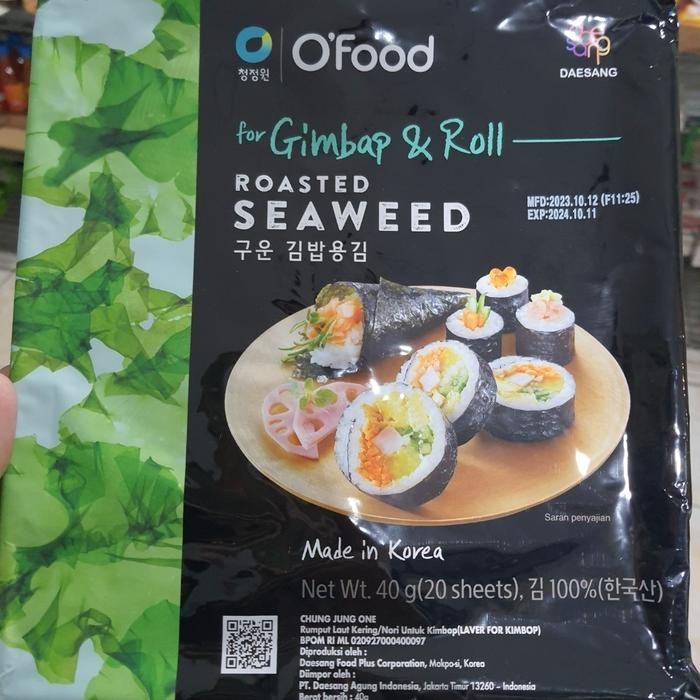 청정원
O'Food
DAESANG
for Gimbap & Roll
ROASTED
SEAWEED
구운 김밥용김
MFD:2023.10.12 (F11:25)
EXP:2024.10.11
Saran penyajian
Made in Korea
Net Wt. 40 g(20 sheets), 김 100%(한국산)
CHUNG JUNG ONE
Rumput Laut Kering/Nori Untuk Kimbop(LAVER FOR KIMBOP)
BPOM RI ML 020927000400097
Diproduksi oleh :
Daesang Food Plus Corporation, Mokpo-si, Korea
Diimpor oleh :
PT. Daesang Agung Indonesia, Jakarta Timur 13260 - Indonesia
Berat bersih : 40g